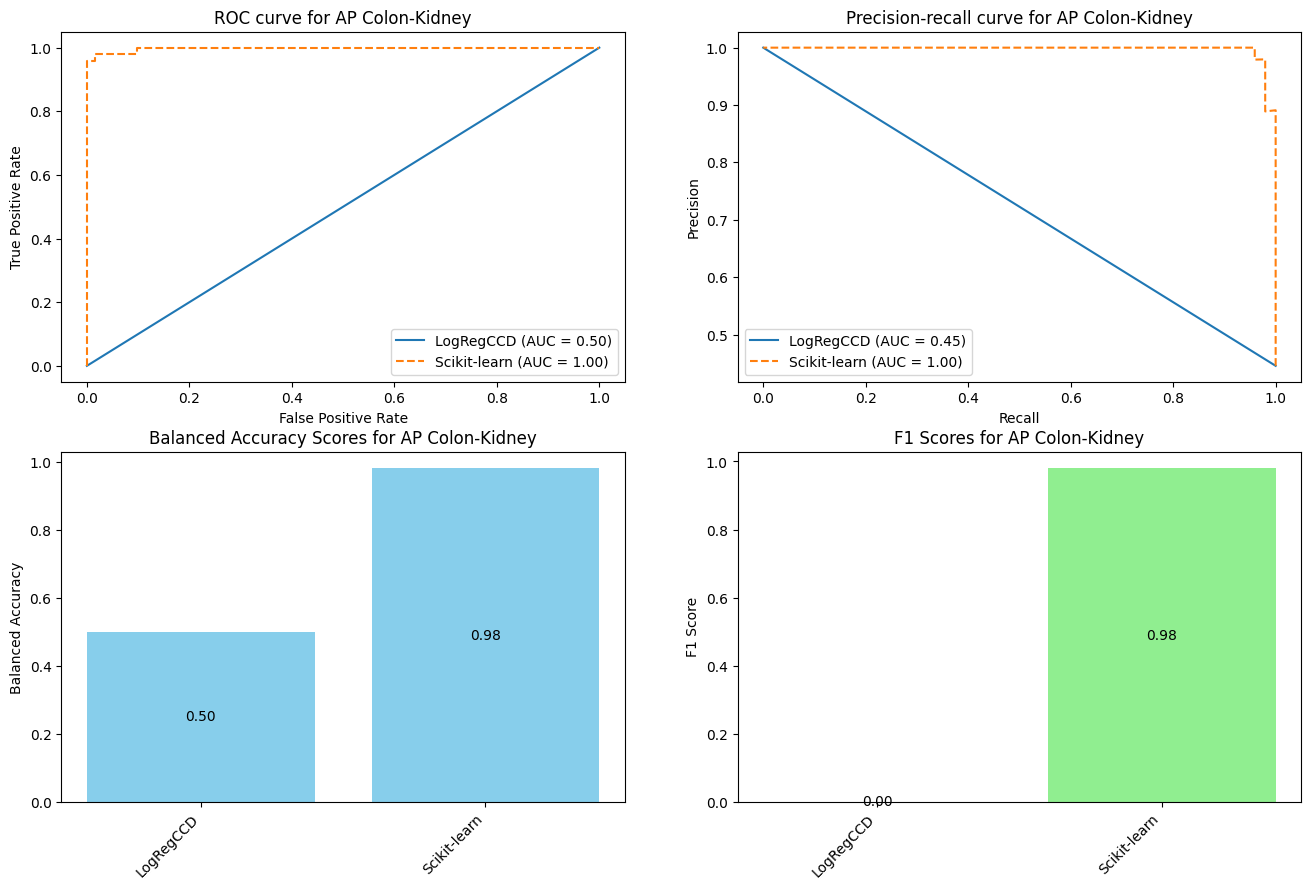 ROC curve for AP Colon-Kidney
1.0
0.8
0.6
0.4
0.2
0.0
True Positive Rate
LogRegCCD (AUC = 0.50)
Scikit-learn (AUC = 1.00)
0.0 0.2 0.4 0.6 0.8 1.0
False Positive Rate
Precision-recall curve for AP Colon-Kidney
1.0
0.9
0.8
0.7
0.6
0.5
Precision
LogRegCCD (AUC = 0.45)
Scikit-learn (AUC = 1.00)
0.0 0.2 0.4 0.6 0.8 1.0
Recall
Balanced Accuracy Scores for AP Colon-Kidney
1.0
0.8
0.6
0.4
0.2
0.0
Balanced Accuracy
0.50
0.98
LogRegCCD
Scikit-learn
F1 Scores for AP Colon-Kidney
1.0
0.8
0.6
0.4
0.2
0.0
F1 Score
0.00
0.98
LogRegCCD
Scikit-learn